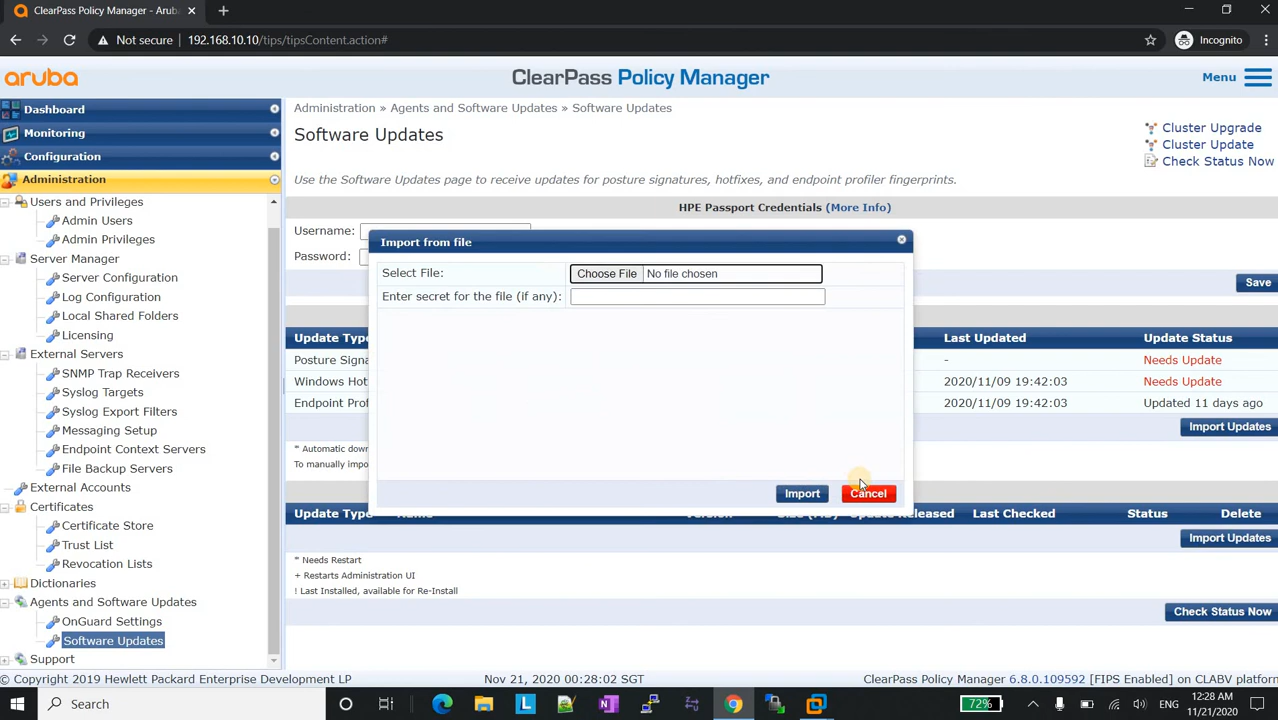 ClearPass Policy Manager - Arub
Not secure
192.168.10.10/tips/tipsContent.action#
Incognito
aruba
ClearPass Policy Manager
Menu
Dashboard
Monitoring
Configuration
Administration
Users and Privileges
Admin Users
Admin Privileges
Server Manager
Server Configuration
Log Configuration
Local Shared Folders
Licensing
External Servers
SNMP Trap Receivers
Syslog Targets
Syslog Export Filters
Messaging Setup
Endpoint Context Servers
File Backup Servers
External Accounts
Certificates
Certificate Store
Trust List
Revocation Lists
Dictionaries
Agents and Software Updates
OnGuard Settings
Software Updates
Support
Administration » Agents and Software Updates » Software Updates
Software Updates
Cluster Upgrade
Cluster Update
Check Status Now
Use the Software Updates page to receive updates for posture signatures, hotfixes, and endpoint profiler fingerprints.
HPE Passport Credentials (More Info)
Username:
Password:
Save
Import from file
Select File: Choose File No file chosen
Enter secret for the file (if any):
Import Cancel
Update Type Last Updated Update Status
Posture Signa - Needs Update
Windows Hot 2020/11/09 19:42:03 Needs Update
Endpoint Prof 2020/11/09 19:42:03 Updated 11 days ago
Import Updates
* Automatic down
To manually impo
Update Type Name Version Size (MB) Update Released Last Checked Status Delete
Import Updates
* Needs Restart
+ Restarts Administration UI
! Last Installed, available for Re-Install
Check Status Now
© Copyright 2019 Hewlett Packard Enterprise Development LP
Nov 21, 2020 00:28:02 SGT
ClearPass Policy Manager 6.8.0.109592 [FIPS Enabled] on CLABV platform
Search
72%
ENG
12:28 AM
11/21/2020